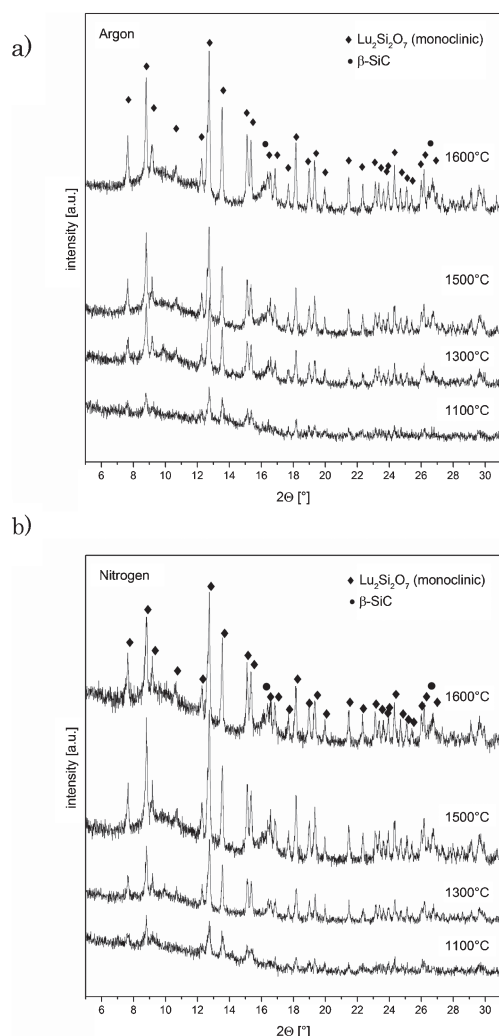 a)
Argon
◆ Lu₂Si₂O₇ (monoclinic)
● β-SiC
1600°C
1500°C
1300°C
1100°C
intensity [a.u.]
6 8 10 12 14 16 18 20 22 24 26 28 30
2Θ [°]
b)
Nitrogen
◆ Lu₂Si₂O₇ (monoclinic)
● β-SiC
1600°C
1500°C
1300°C
1100°C
intensity [a.u.]
6 8 10 12 14 16 18 20 22 24 26 28 30
2Θ [°]